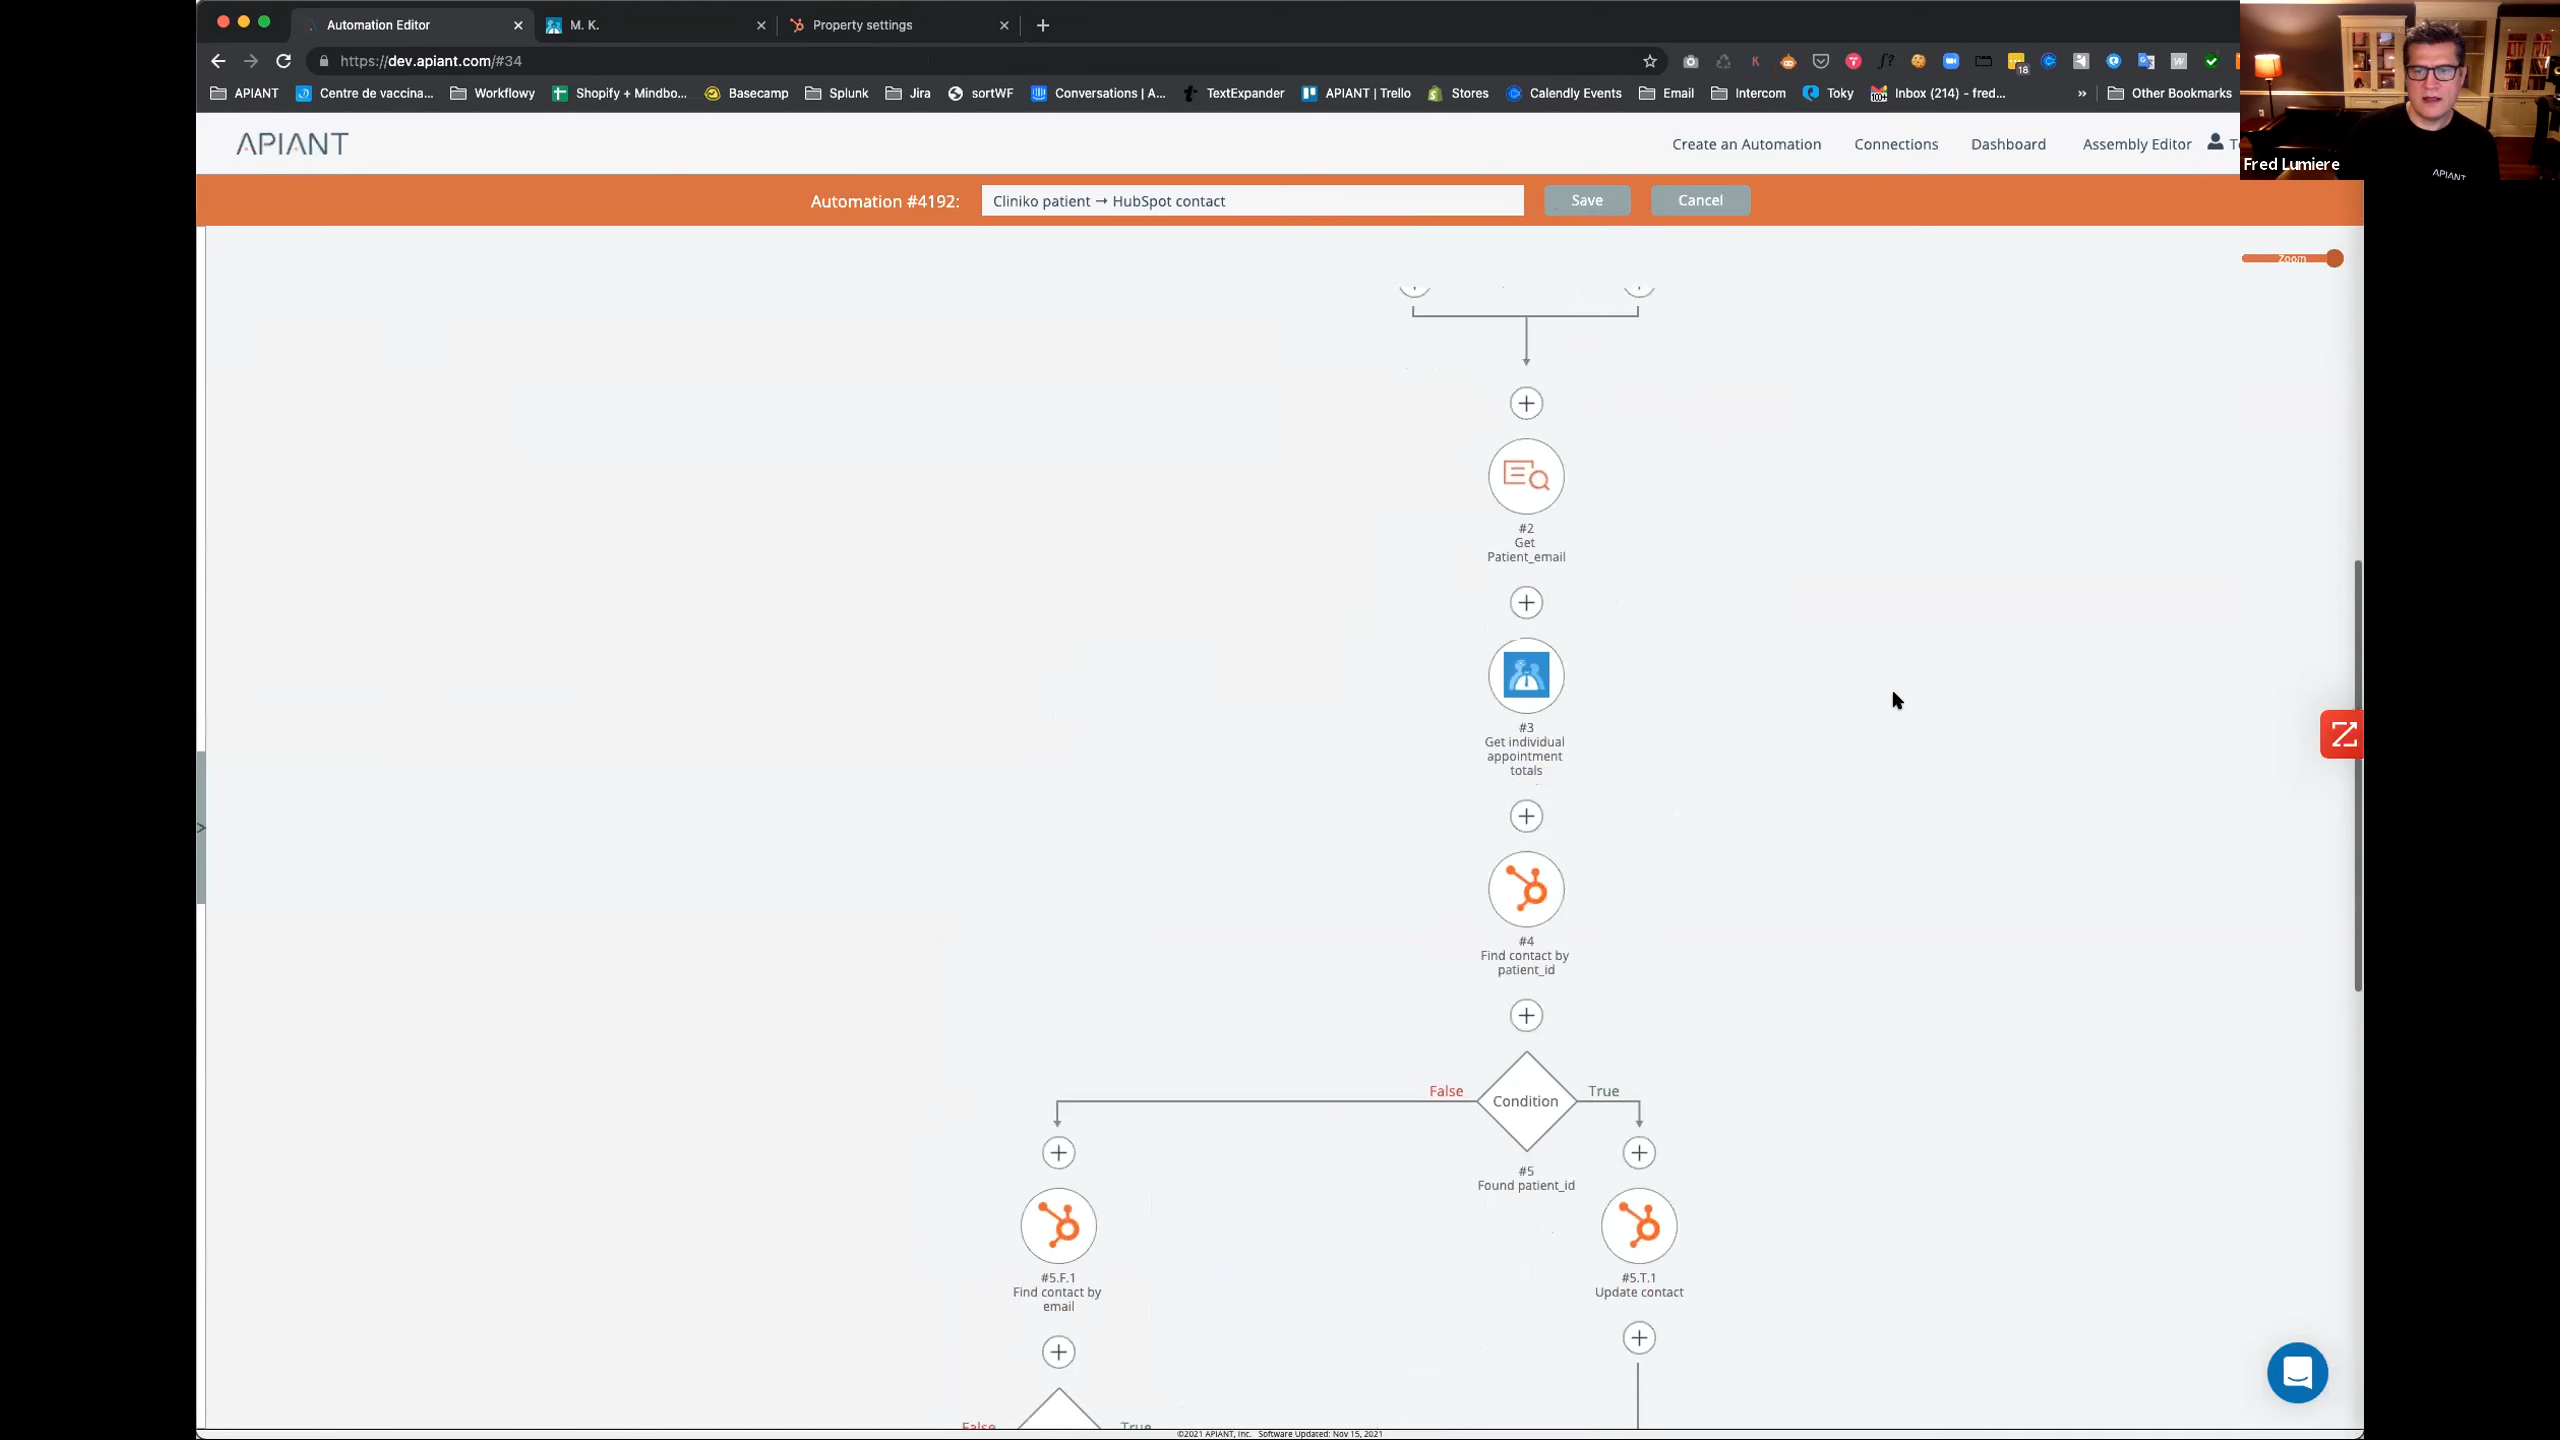 Automation Editor
M. K.
Property settings
https://dev.apiant.com/#34
18
APIANT
Centre de vaccina...
Workflowy
Shopify + Mindbo...
Basecamp
Splunk
Jira
sortWF
Conversations | A...
TextExpander
APIANT | Trello
Stores
Calendly Events
Email
Intercom
Toky
Inbox (214) - fred...
»
Other Bookmarks
APIANT
Create an Automation
Connections
Dashboard
Assembly Editor
Fred Lumiere
APIANT
Automation #4192:
Cliniko patient → HubSpot contact
Save
Cancel
Zoom
#2
Get
Patient_email
#3
Get individual
appointment
totals
#4
Find contact by
patient_id
False
Condition
True
#5
Found patient_id
#5.F.1
Find contact by
email
#5.T.1
Update contact
False
True
©2021 APIANT, Inc. Software Updated: Nov 15, 2021